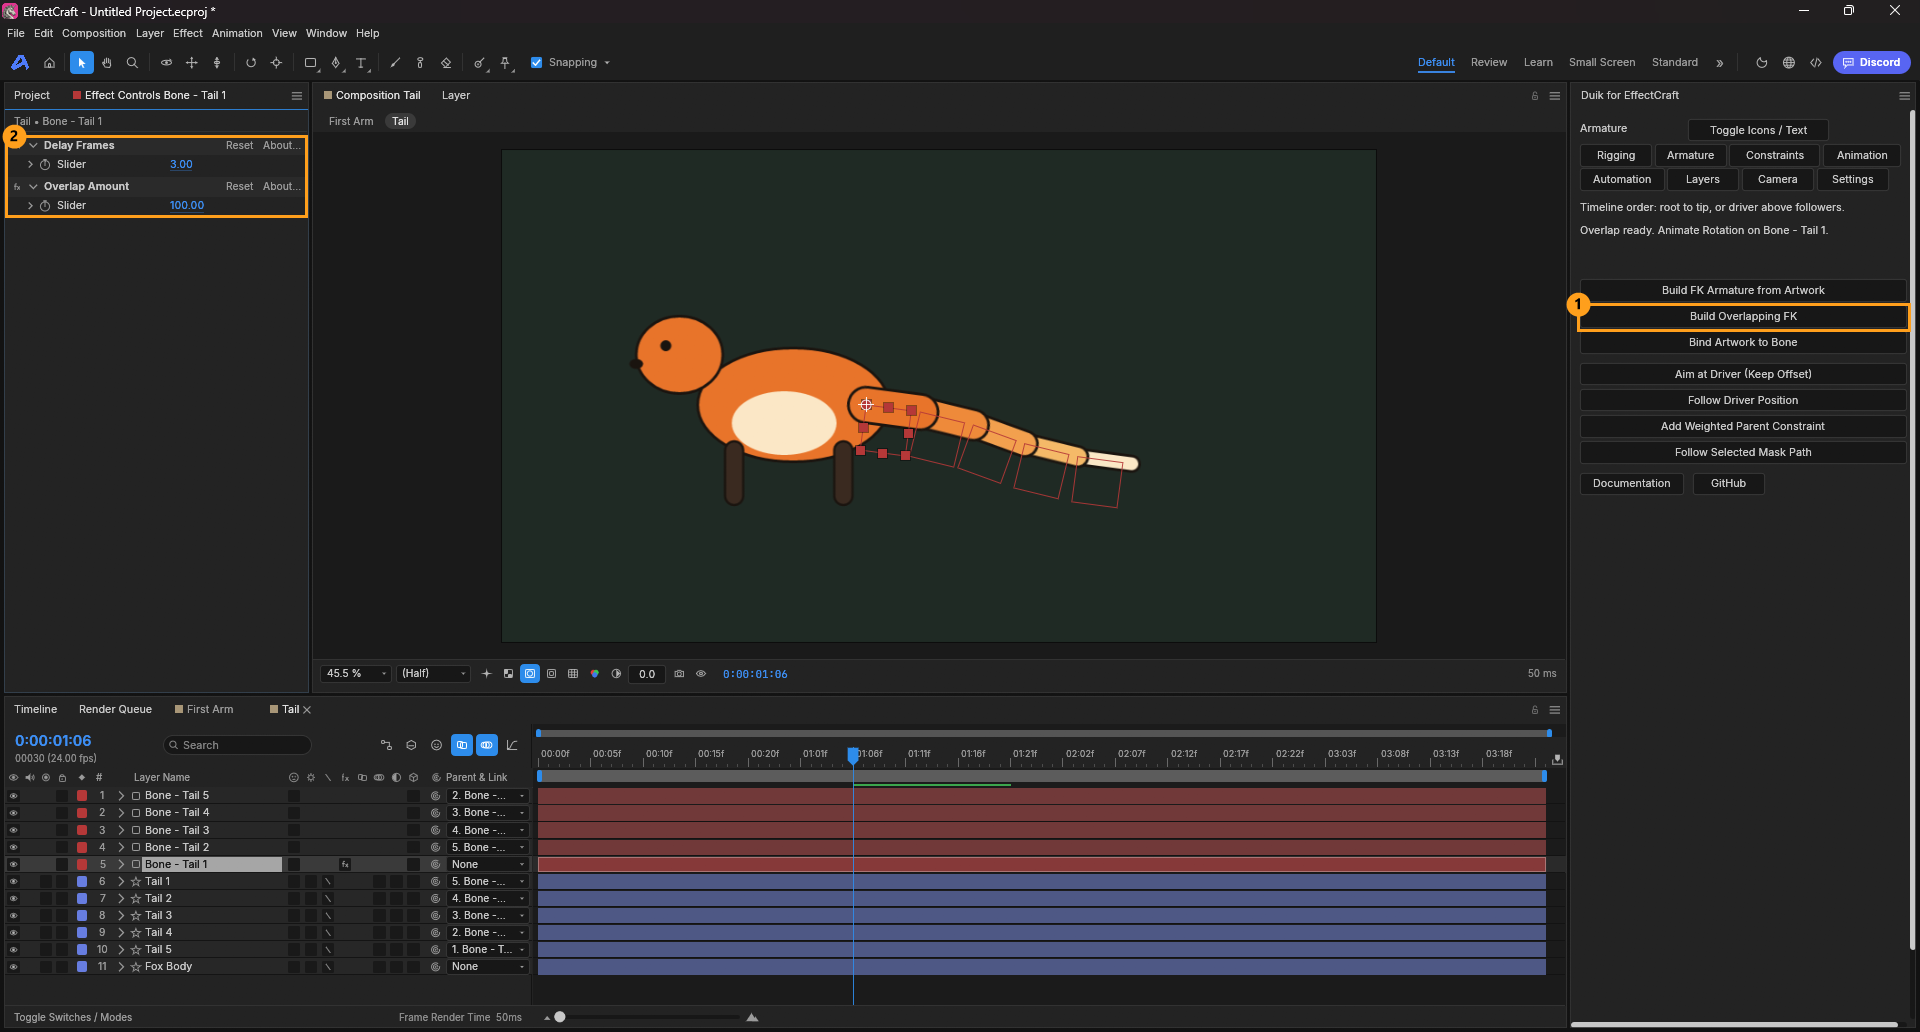 EffectCraft - Untitled Project.ecproj *
File Edit Composition Layer Effect Animation View Window Help
Snapping
Default Review Learn Small Screen Standard » Discord
Project Effect Controls Bone - Tail 1
Tail • Bone - Tail 1
2
Delay Frames Reset About...
Slider 3.00
fx Overlap Amount Reset About...
Slider 100.00
Composition Tail Layer
First Arm Tail
45.5 % (Half) 0.0 0:00:01:06 50 ms
Duik for EffectCraft
Armature Toggle Icons / Text
Rigging Armature Constraints Animation
Automation Layers Camera Settings
Timeline order: root to tip, or driver above followers.
Overlap ready. Animate Rotation on Bone - Tail 1.
Build FK Armature from Artwork
1
Build Overlapping FK
Bind Artwork to Bone
Aim at Driver (Keep Offset)
Follow Driver Position
Add Weighted Parent Constraint
Follow Selected Mask Path
Documentation GitHub
Timeline Render Queue First Arm Tail
0:00:01:06
00030 (24.00 fps)
Search
00:00f 00:05f 00:10f 00:15f 00:20f 01:01f 01:06f 01:11f 01:16f 01:21f 02:02f 02:07f 02:12f 02:17f 02:22f 03:03f 03:08f 03:13f 03:18f
# Layer Name fx Parent & Link
1 Bone - Tail 5 2. Bone -...
2 Bone - Tail 4 3. Bone -...
3 Bone - Tail 3 4. Bone -...
4 Bone - Tail 2 5. Bone -...
5 Bone - Tail 1 fx None
6 Tail 1 5. Bone -...
7 Tail 2 4. Bone -...
8 Tail 3 3. Bone -...
9 Tail 4 2. Bone -...
10 Tail 5 1. Bone - T...
11 Fox Body None
Toggle Switches / Modes Frame Render Time 50ms